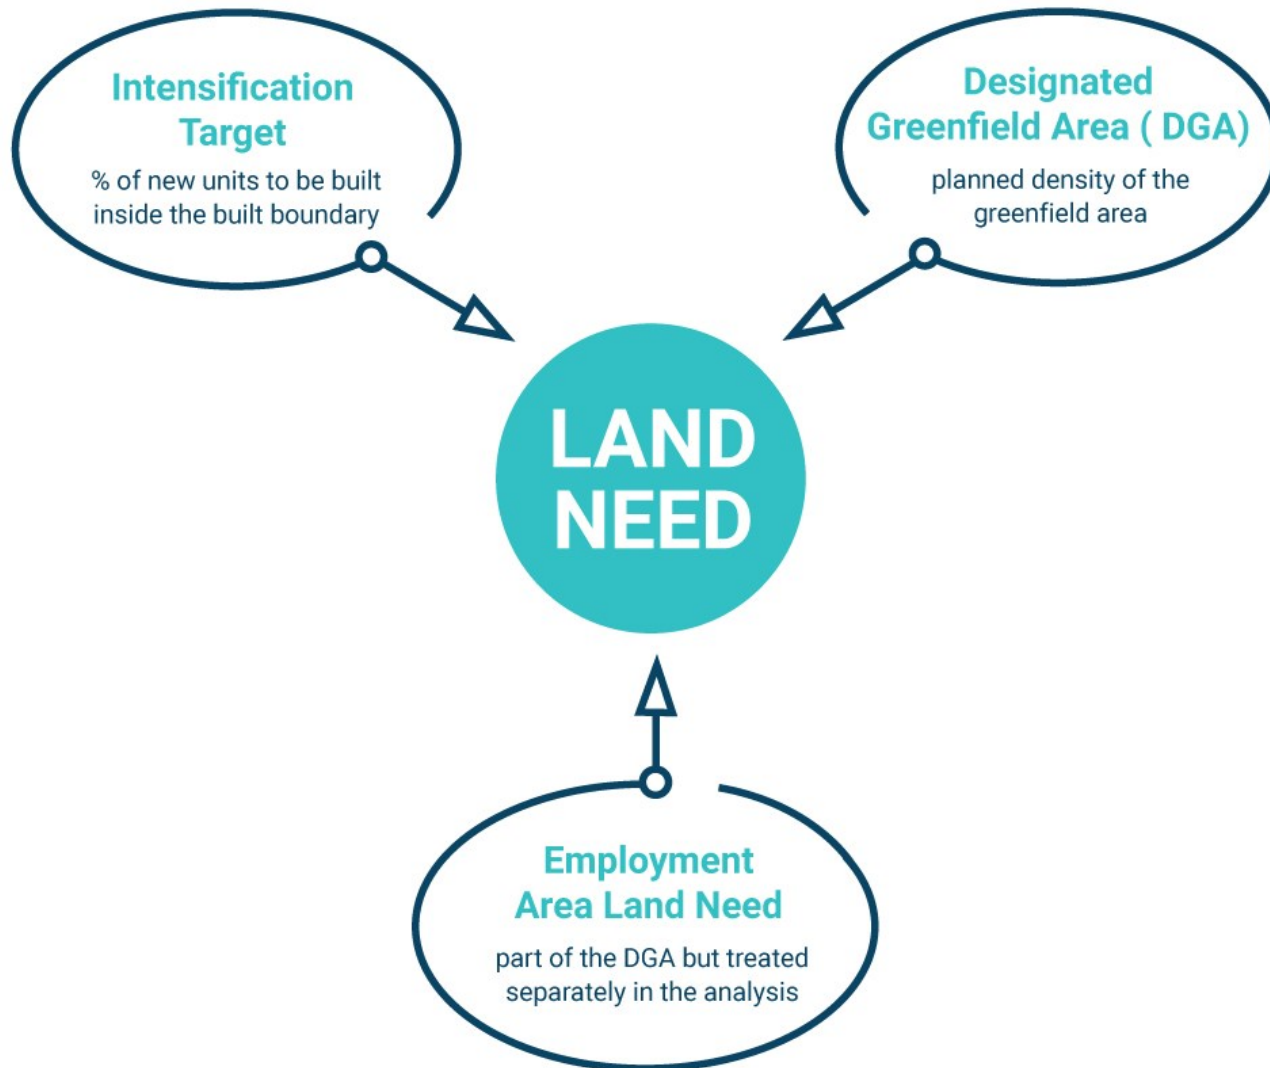 Intensification
Target
% of new units to be built
inside the built boundary
Designated
Greenfield Area ( DGA)
planned density of the
greenfield area
LAND
NEED
Employment
Area Land Need
part of the DGA but treated
separately in the analysis